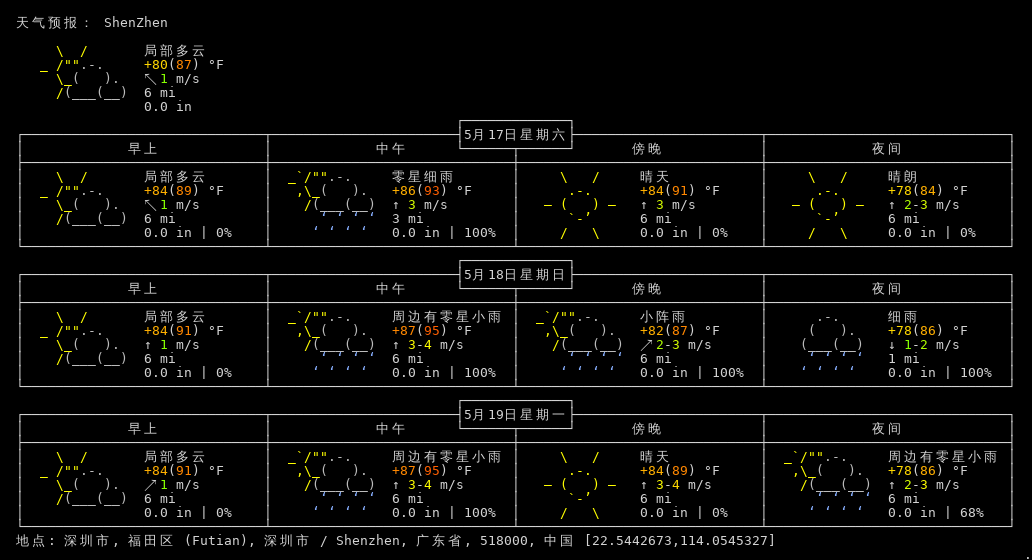 天气预报： ShenZhen
局部多云
+80(87) °F
↖1 m/s
6 mi
0.0 in
5月17日星期六
早上 中午 傍晚 夜间
局部多云 零星细雨 晴天 晴朗
+84(89) °F +86(93) °F +84(91) °F +78(84) °F
↖1 m/s ↑ 3 m/s ↑ 3 m/s ↑ 2-3 m/s
6 mi 3 mi 6 mi 6 mi
0.0 in | 0% 0.0 in | 100% 0.0 in | 0% 0.0 in | 0%
5月18日星期日
早上 中午 傍晚 夜间
局部多云 周边有零星小雨 小阵雨 细雨
+84(91) °F +87(95) °F +82(87) °F +78(86) °F
↑ 1 m/s ↑ 3-4 m/s ↗2-3 m/s ↓ 1-2 m/s
6 mi 6 mi 6 mi 1 mi
0.0 in | 0% 0.0 in | 100% 0.0 in | 100% 0.0 in | 100%
5月19日星期一
早上 中午 傍晚 夜间
局部多云 周边有零星小雨 晴天 周边有零星小雨
+84(91) °F +87(95) °F +84(89) °F +78(86) °F
↗1 m/s ↑ 3-4 m/s ↑ 3-4 m/s ↑ 2-3 m/s
6 mi 6 mi 6 mi 6 mi
0.0 in | 0% 0.0 in | 100% 0.0 in | 0% 0.0 in | 68%
地点: 深圳市, 福田区 (Futian), 深圳市 / Shenzhen, 广东省, 518000, 中国 [22.5442673,114.0545327]